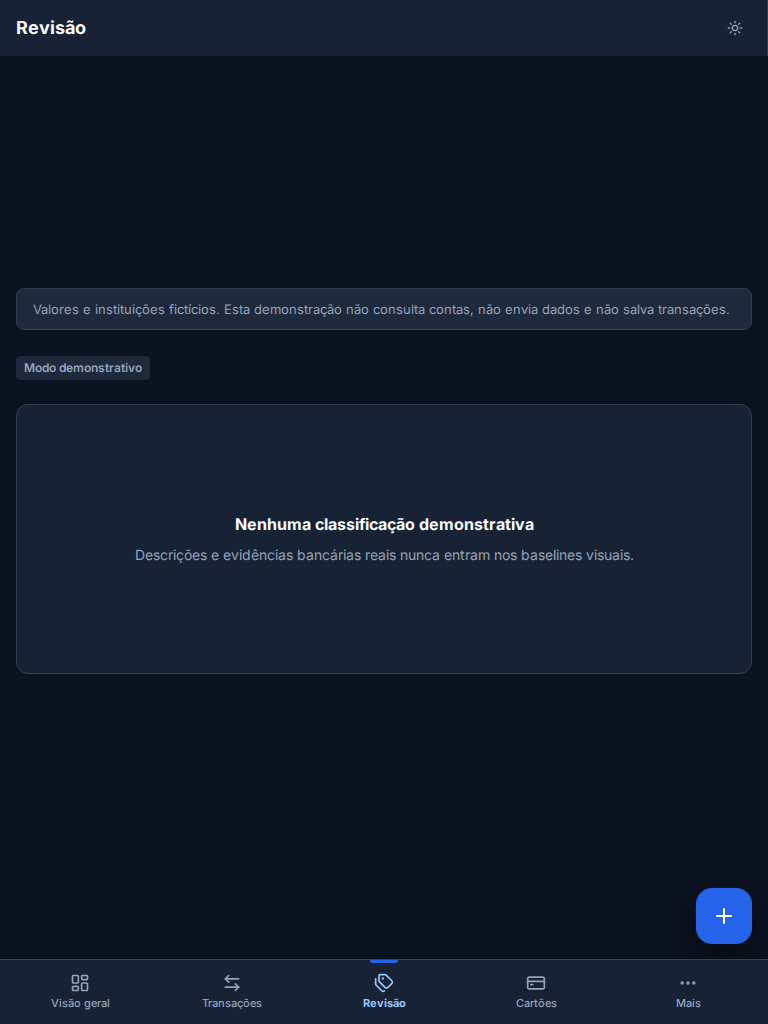 Revisão
Valores e instituições fictícios. Esta demonstração não consulta contas, não envia dados e não salva transações.
Modo demonstrativo
Nenhuma classificação demonstrativa
Descrições e evidências bancárias reais nunca entram nos baselines visuais.
Visão geral
Transações
Revisão
Cartões
Mais